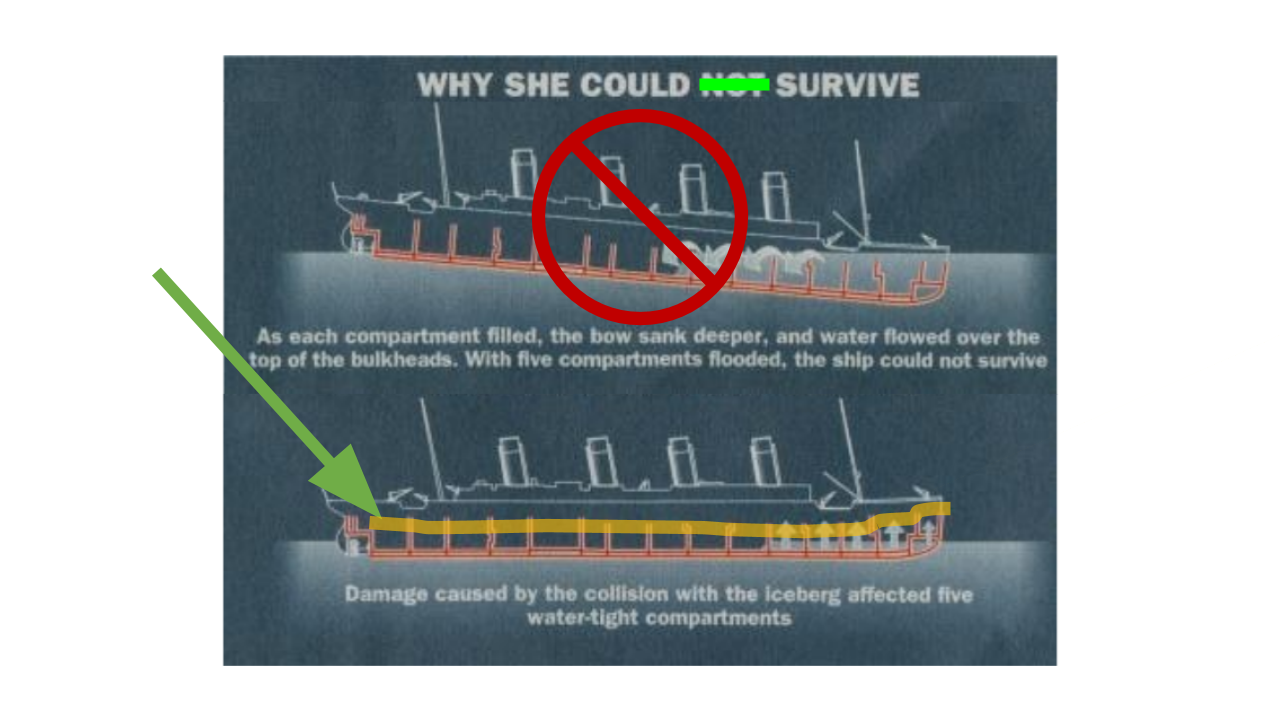 WHY SHE COULD NOT SURVIVE
As each compartment filled, the bow sank deeper, and water flowed over the
top of the bulkheads. With five compartments flooded, the ship could not survive
Damage caused by the collision with the iceberg affected five
water-tight compartments